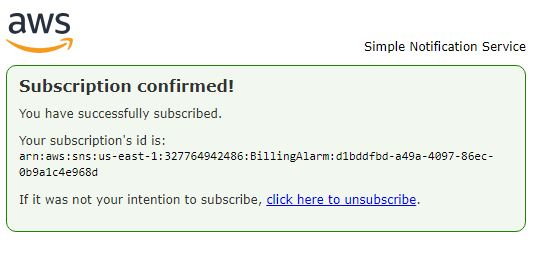 aws
Simple Notification Service
Subscription confirmed!
You have successfully subscribed.
Your subscription's id is:
arn:aws:sns:us-east-1:327764942486:BillingAlarm:d1bddfbd-a49a-4097-86ec-
0b9a1c4e968d
If it was not your intention to subscribe, click here to unsubscribe.